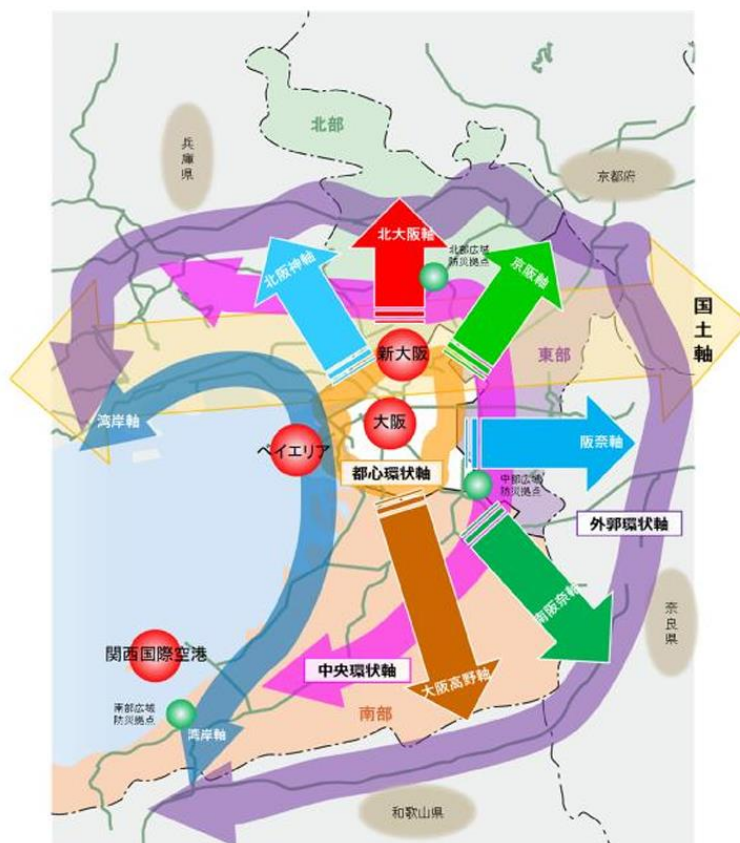 北部
兵
庫
県
京都府
北大阪軸
北部広域
防災拠点
北阪神軸
京阪軸
国
土
軸
新大阪
東部
湾岸軸
大阪
阪奈軸
ベイエリア
都心環状軸
中部広域
防災拠点
外郭環状軸
南阪奈軸
奈
良
県
関西国際空港
中央環状軸
大阪高野軸
南部広域
防災拠点
南部
湾岸軸
和歌山県